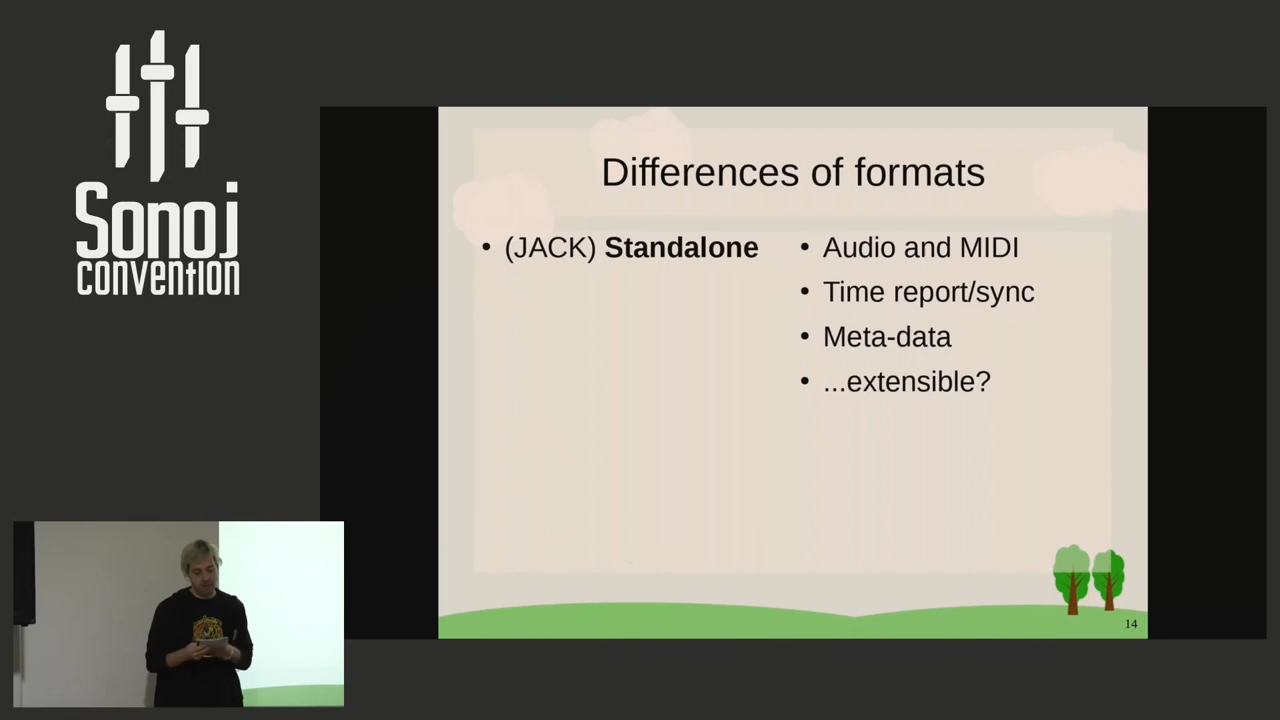 Sonoj
convention
Differences of formats
• (JACK) Standalone
• Audio and MIDI
• Time report/sync
• Meta-data
• ...extensible?
14